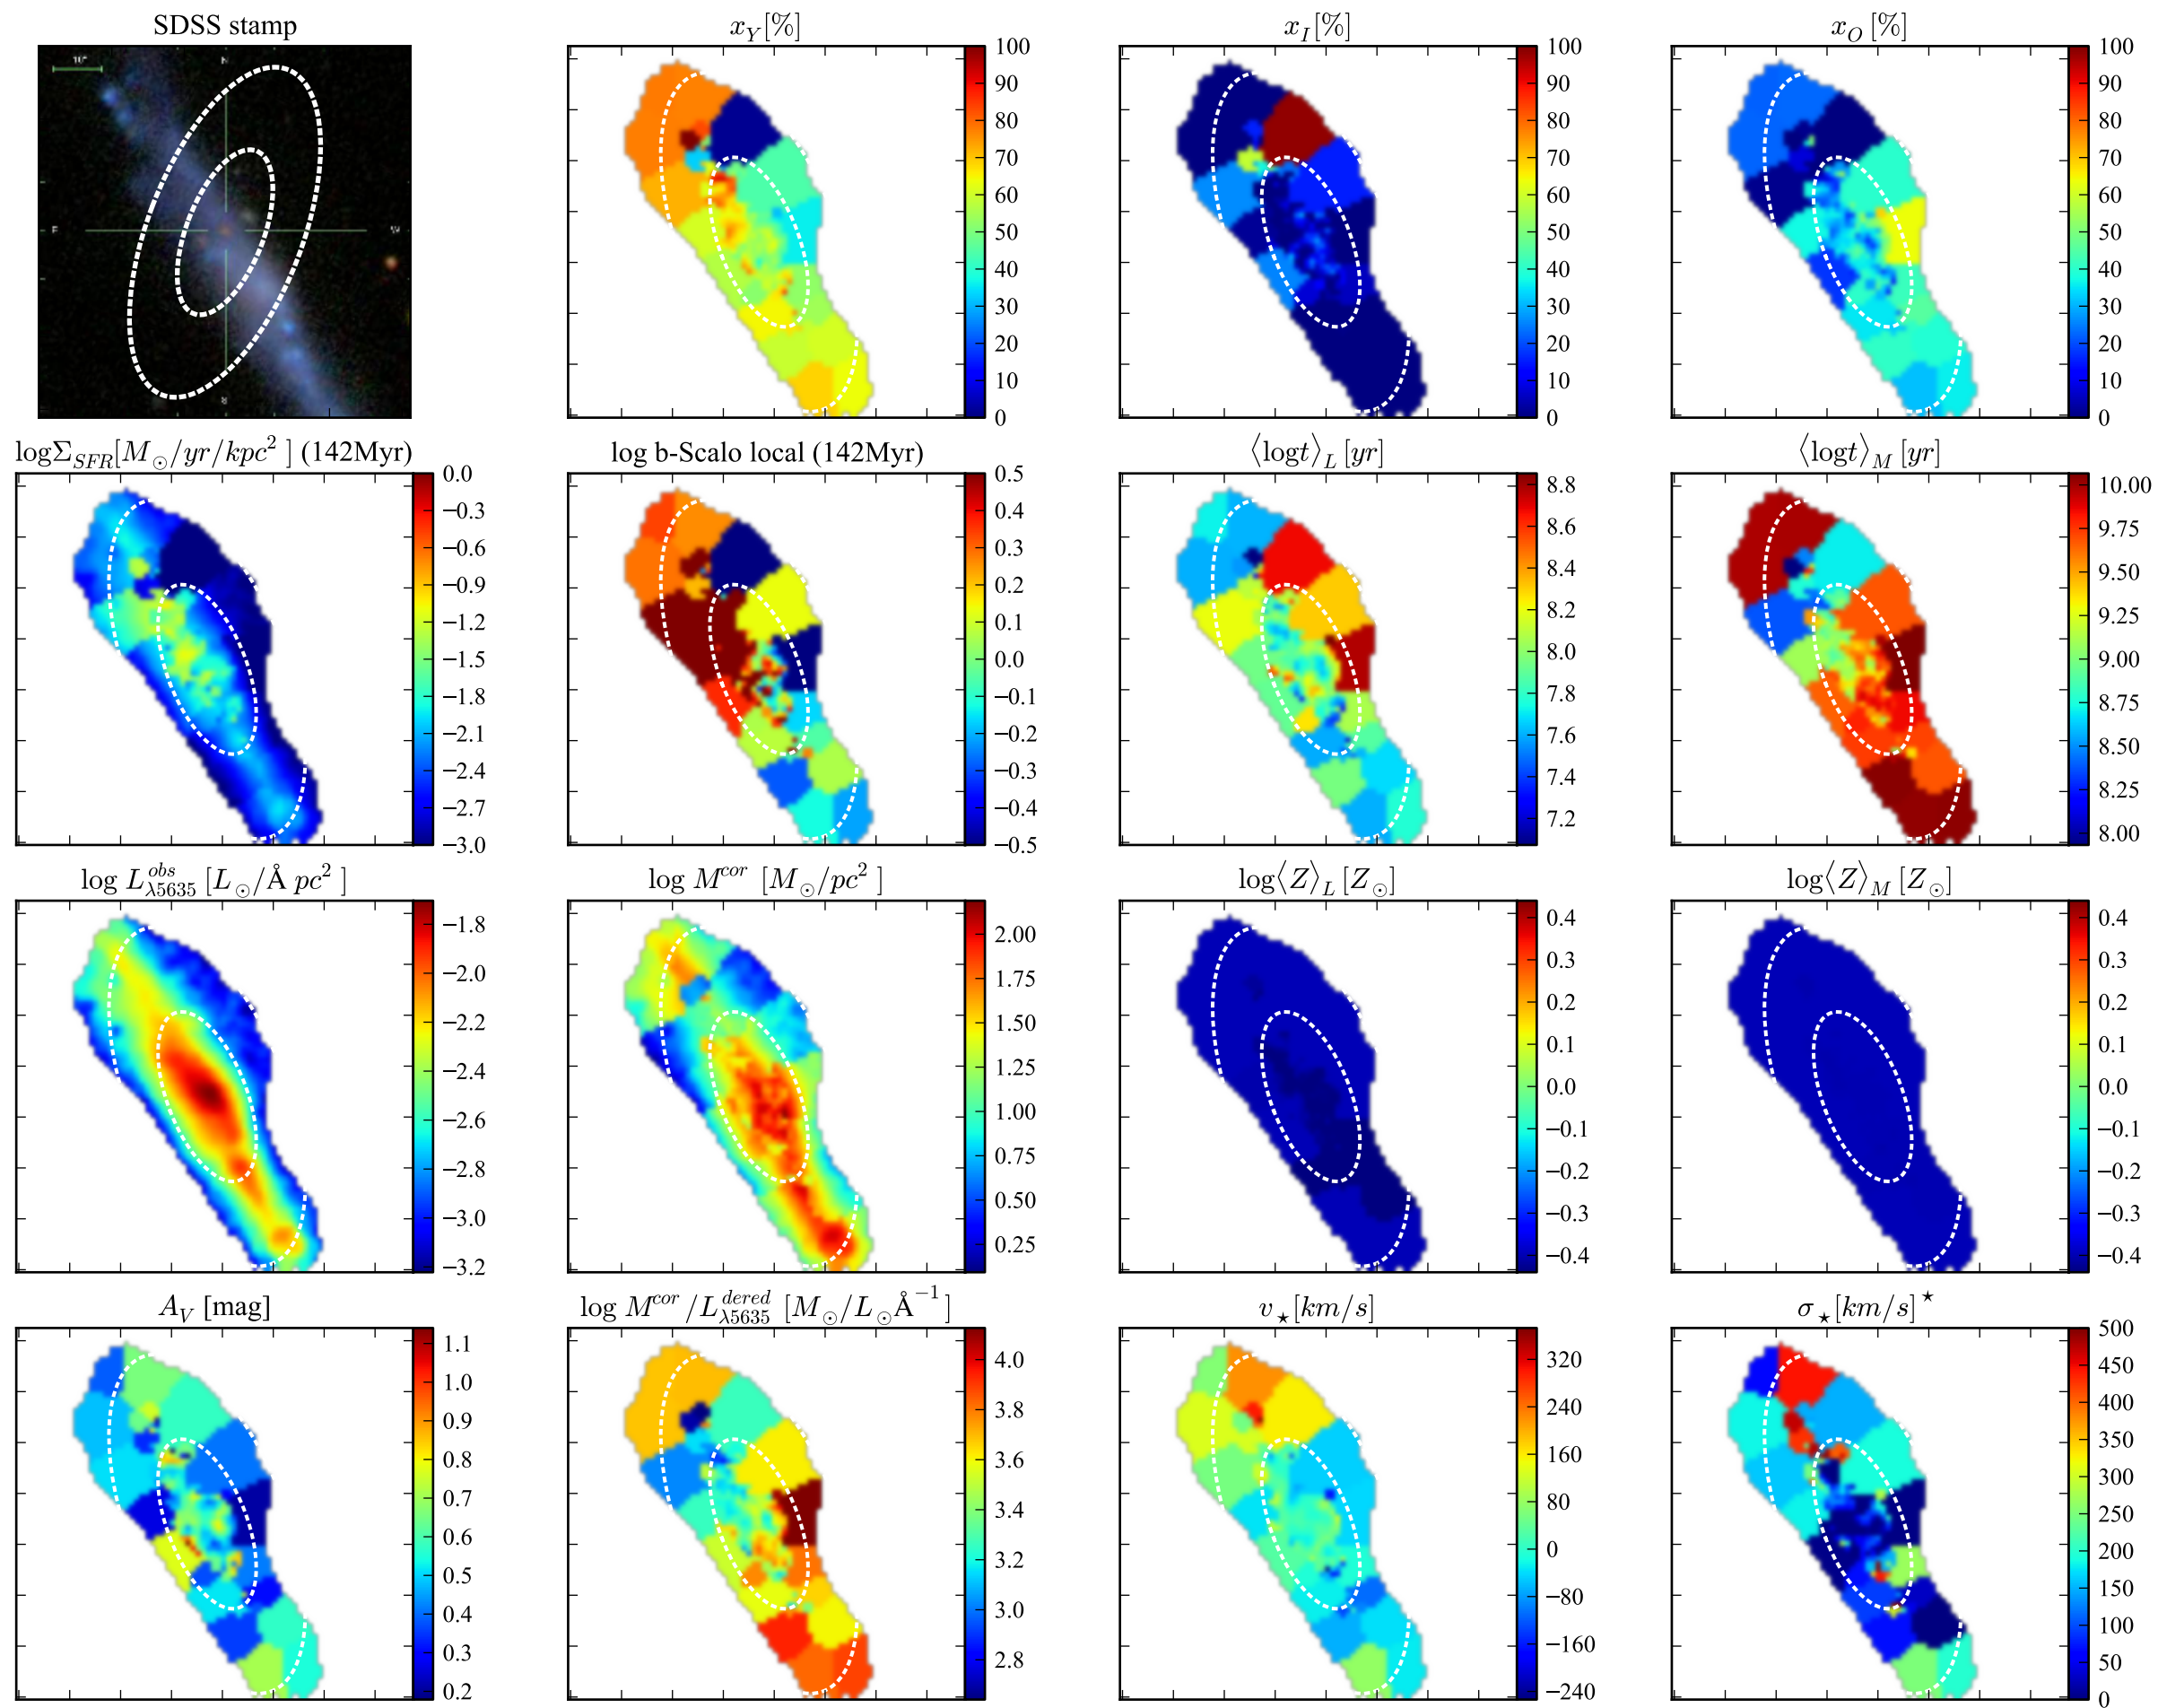 SDSS stamp
x_Y[%]
x_I[%]
x_O [%]
10"
N
E
W
S
100 90 80 70 60 50 40 30 20 10 0
100 90 80 70 60 50 40 30 20 10 0
100 90 80 70 60 50 40 30 20 10 0
logΣ_SFR[M_⊙/yr/kpc² ] (142Myr)
log b-Scalo local (142Myr)
⟨logt⟩_L [yr]
⟨logt⟩_M [yr]
0.0 −0.3 −0.6 −0.9 −1.2 −1.5 −1.8 −2.1 −2.4 −2.7 −3.0
0.5 0.4 0.3 0.2 0.1 0.0 −0.1 −0.2 −0.3 −0.4 −0.5
8.8 8.6 8.4 8.2 8.0 7.8 7.6 7.4 7.2
10.00 9.75 9.50 9.25 9.00 8.75 8.50 8.25 8.00
log L^obs_λ5635 [L_⊙/Å pc² ]
log M^cor [M_⊙/pc² ]
log⟨Z⟩_L [Z_⊙]
log⟨Z⟩_M [Z_⊙]
−1.8 −2.0 −2.2 −2.4 −2.6 −2.8 −3.0 −3.2
2.00 1.75 1.50 1.25 1.00 0.75 0.50 0.25
0.4 0.3 0.2 0.1 0.0 −0.1 −0.2 −0.3 −0.4
0.4 0.3 0.2 0.1 0.0 −0.1 −0.2 −0.3 −0.4
A_V [mag]
log M^cor/L^dered_λ5635 [M_⊙/L_⊙Å⁻¹]
v_⋆[km/s]
σ_⋆[km/s]^⋆
1.1 1.0 0.9 0.8 0.7 0.6 0.5 0.4 0.3 0.2
4.0 3.8 3.6 3.4 3.2 3.0 2.8
320 240 160 80 0 −80 −160 −240
500 450 400 350 300 250 200 150 100 50 0